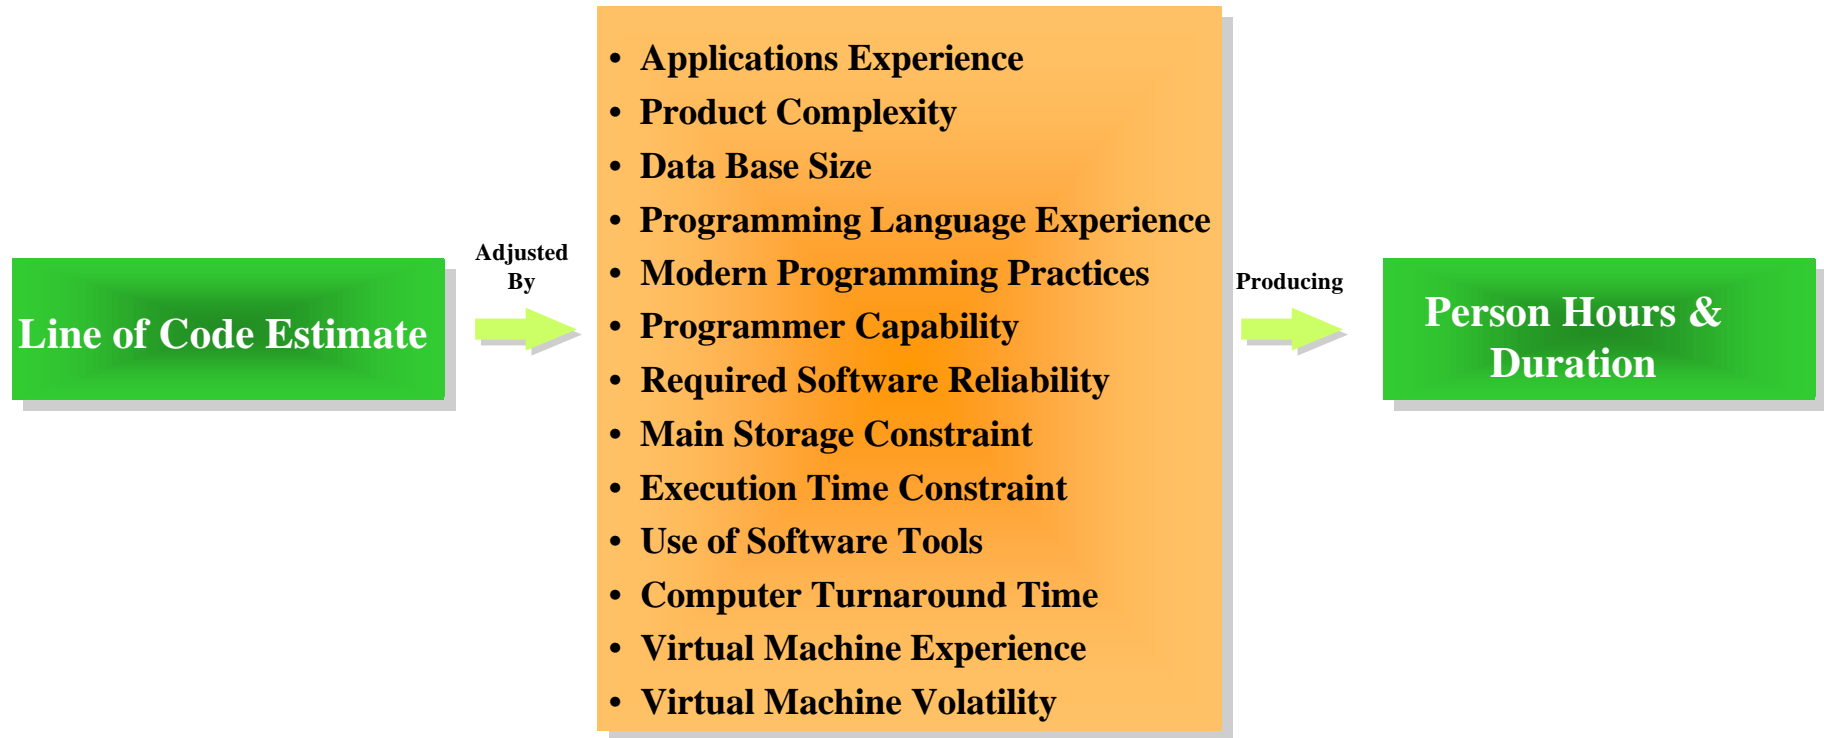 Line of Code Estimate
Adjusted
By
• Applications Experience
• Product Complexity
• Data Base Size
• Programming Language Experience
• Modern Programming Practices
• Programmer Capability
• Required Software Reliability
• Main Storage Constraint
• Execution Time Constraint
• Use of Software Tools
• Computer Turnaround Time
• Virtual Machine Experience
• Virtual Machine Volatility
Producing
Person Hours &
Duration